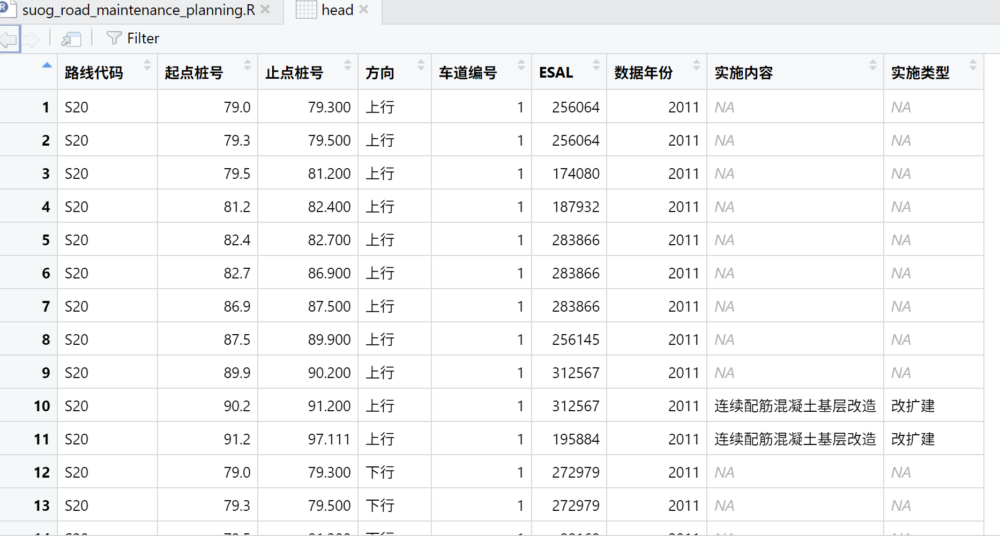 R suog_road_maintenance_planning.R head
Filter
路线代码 起点桩号 止点桩号 方向 车道编号 ESAL 数据年份 实施内容 实施类型
1 S20 79.0 79.300 上行 1 256064 2011 NA NA
2 S20 79.3 79.500 上行 1 256064 2011 NA NA
3 S20 79.5 81.200 上行 1 174080 2011 NA NA
4 S20 81.2 82.400 上行 1 187932 2011 NA NA
5 S20 82.4 82.700 上行 1 283866 2011 NA NA
6 S20 82.7 86.900 上行 1 283866 2011 NA NA
7 S20 86.9 87.500 上行 1 283866 2011 NA NA
8 S20 87.5 89.900 上行 1 256145 2011 NA NA
9 S20 89.9 90.200 上行 1 312567 2011 NA NA
10 S20 90.2 91.200 上行 1 312567 2011 连续配筋混凝土基层改造 改扩建
11 S20 91.2 97.111 上行 1 195884 2011 连续配筋混凝土基层改造 改扩建
12 S20 79.0 79.300 下行 1 272979 2011 NA NA
13 S20 79.3 79.500 下行 1 272979 2011 NA NA